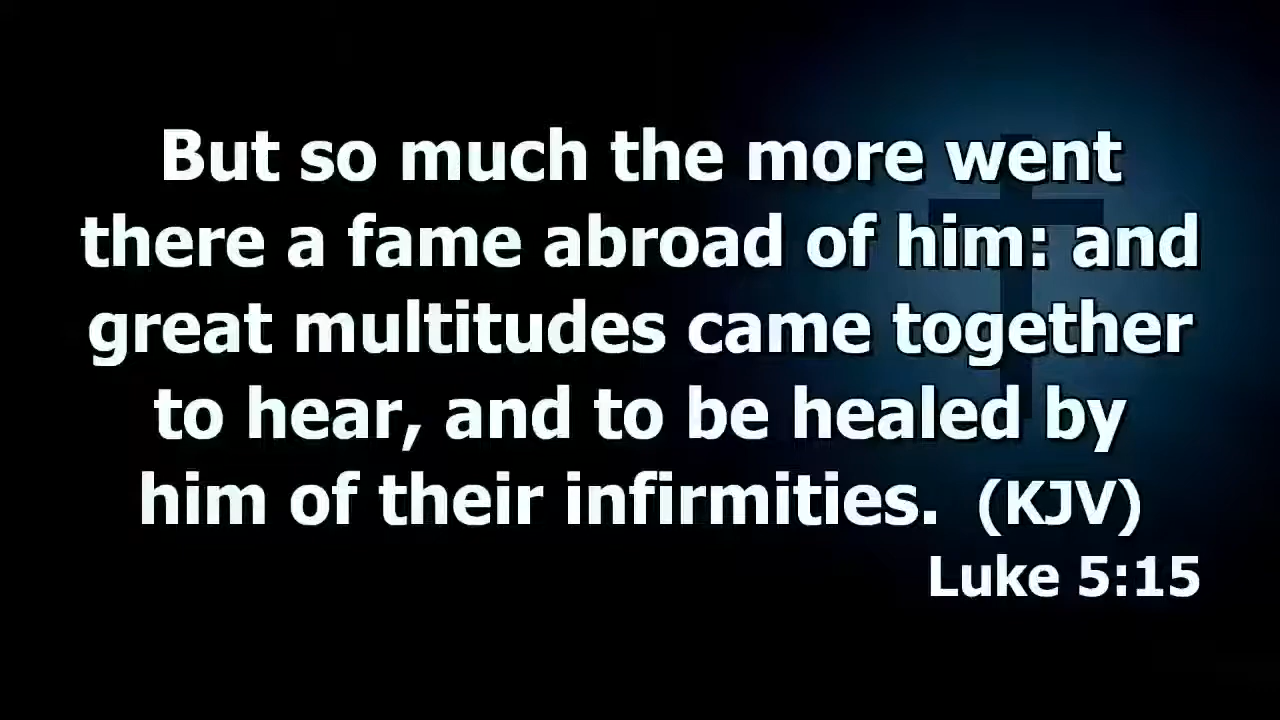 But so much the more went
there a fame abroad of him: and
great multitudes came together
to hear, and to be healed by
him of their infirmities. (KJV)
Luke 5:15